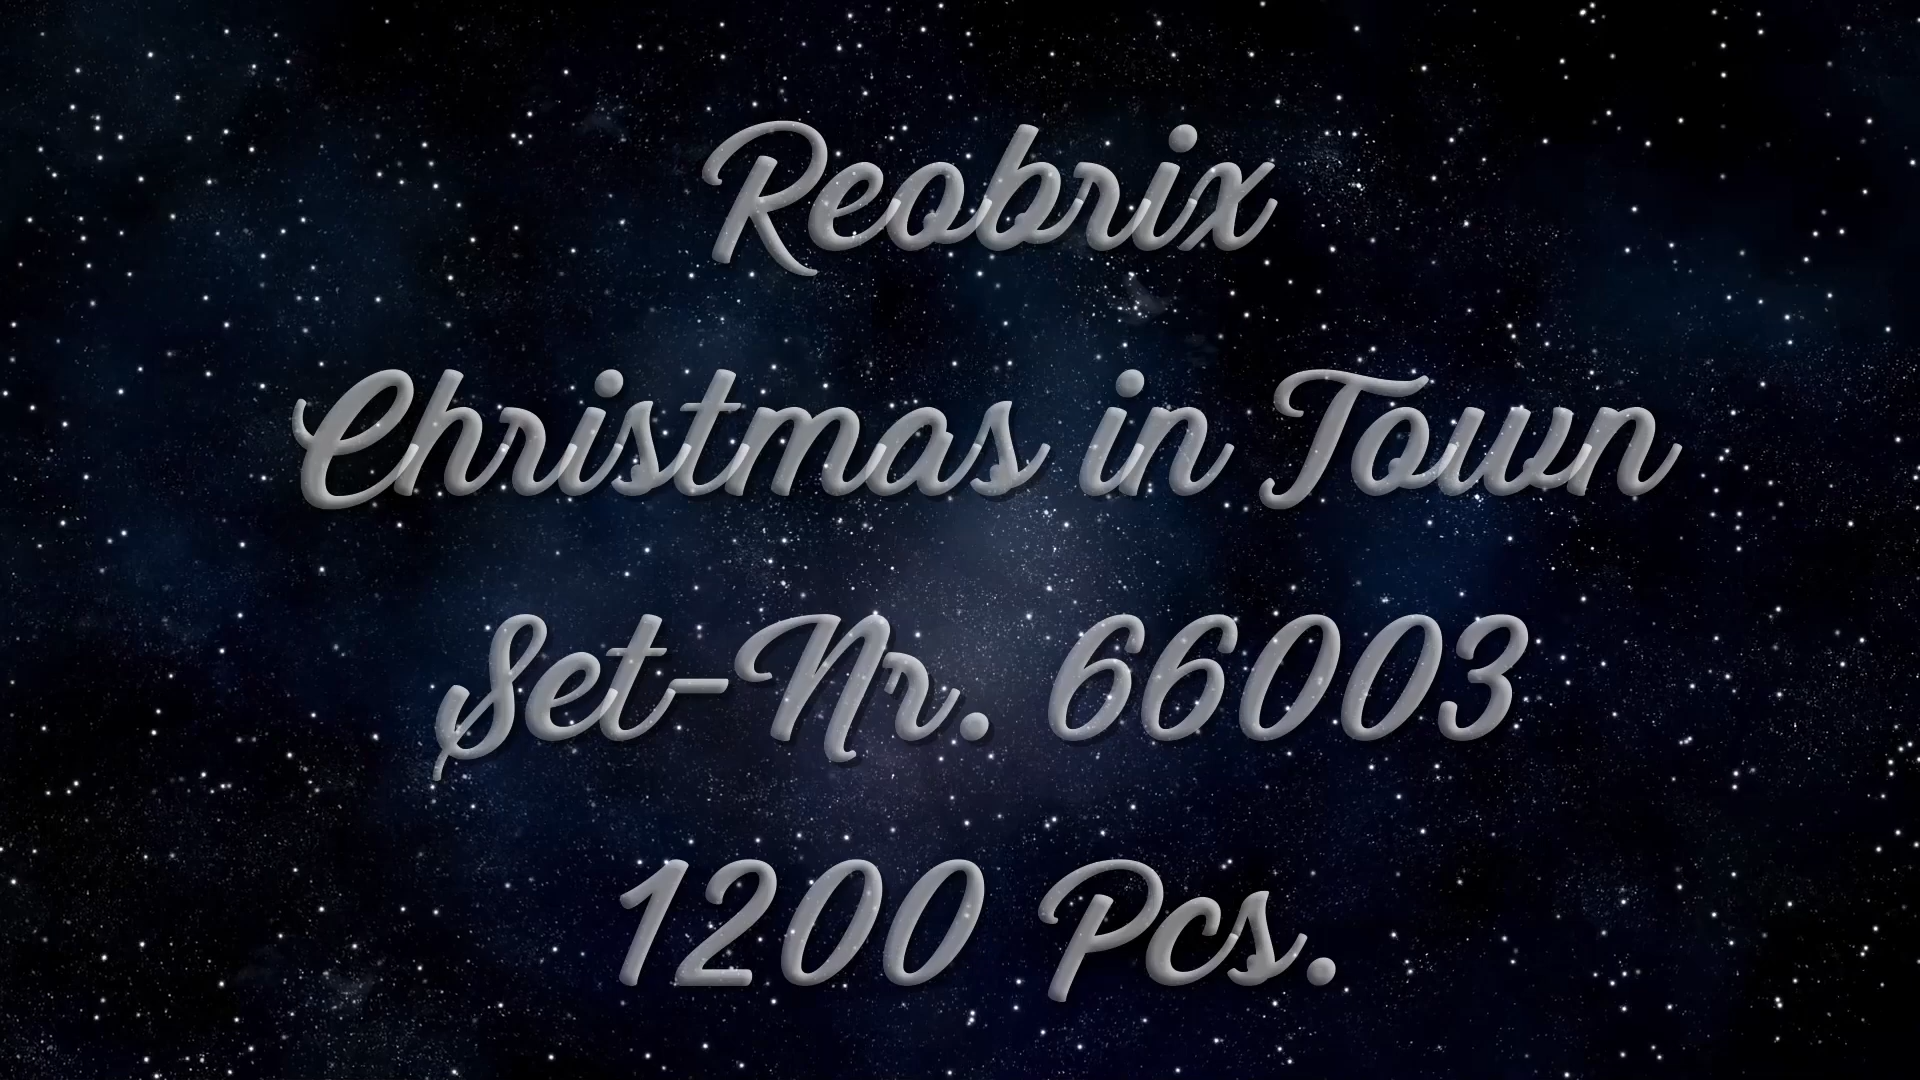 Reobrix
Christmas in Town
Set-Nr. 66003
1200 Pcs.